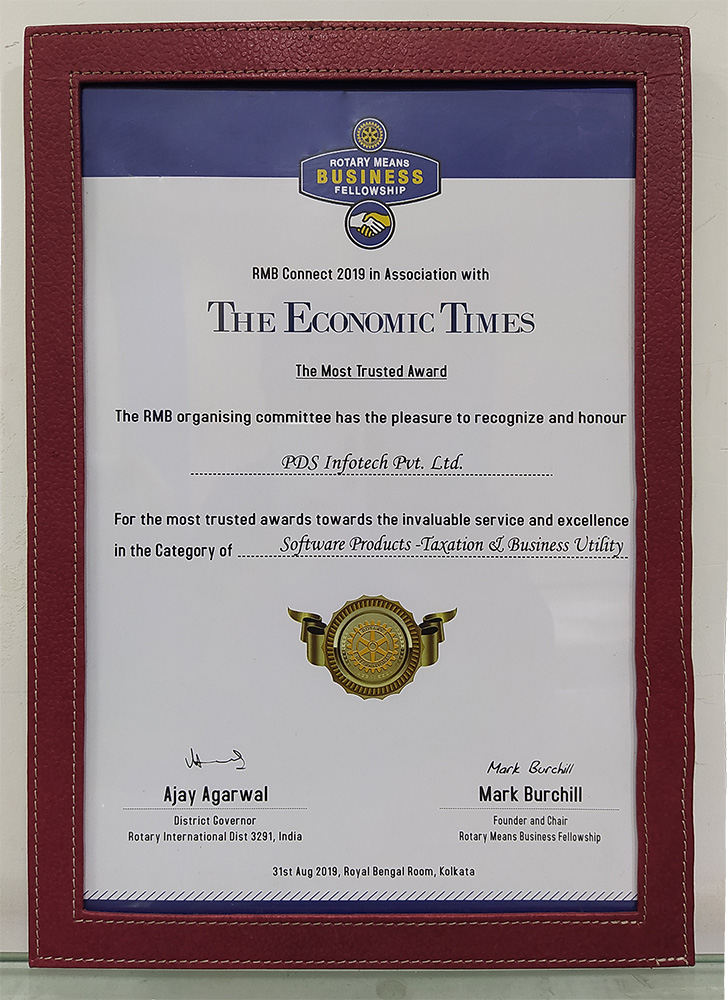 ROTARY MEANS
BUSINESS
FELLOWSHIP
RMB Connect 2019 in Association with
THE ECONOMIC TIMES
The Most Trusted Award
The RMB organising committee has the pleasure to recognize and honour
PDS Infotech Pvt. Ltd.
For the most trusted awards towards the invaluable service and excellence
in the Category of Software Products -Taxation & Business Utility
Mark Burchill
Ajay Agarwal
Mark Burchill
District Governor
Founder and Chair
Rotary International Dist 3291, India
Rotary Means Business Fellowship
31st Aug 2019, Royal Bengal Room, Kolkata